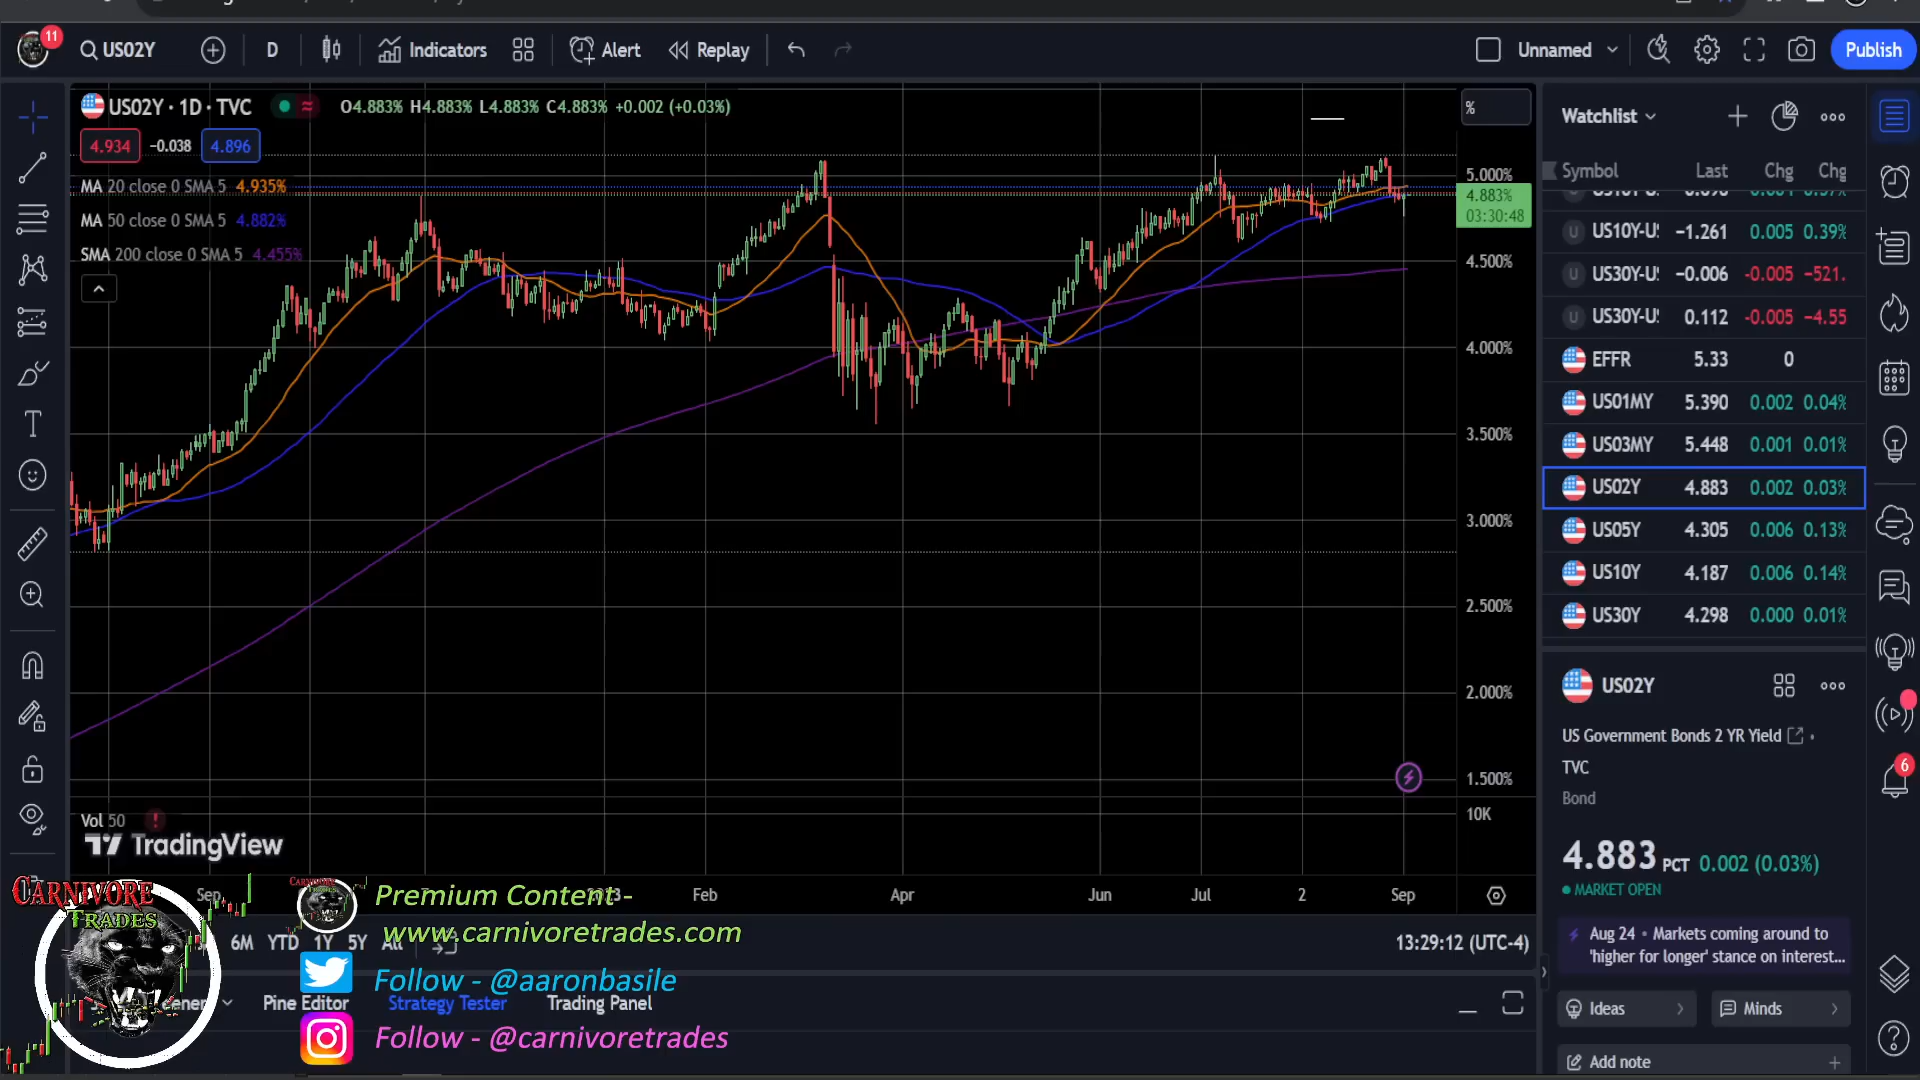 11
US02Y
D
Indicators
Alert
Replay
Unnamed
Publish
US02Y · 1D · TVC
O4.883% H4.883% L4.883% C4.883% +0.002 (+0.03%)
4.934
−0.038
4.896
MA 20 close 0 SMA 5 4.935%
MA 50 close 0 SMA 5 4.882%
SMA 200 close 0 SMA 5 4.455%
%
5.000%
4.883%
03:30:48
4.500%
4.000%
3.500%
3.000%
2.500%
2.000%
1.500%
10K
Vol 50
TradingView
Sep
Feb
Apr
Jun
Jul
2
Sep
6M YTD 1Y 5Y All
13:29:12 (UTC-4)
Pine Editor
Strategy Tester
Trading Panel
CARNIVORE
TRADES
Premium Content -
www.carnivoretrades.com
Follow - @aaronbasile
Follow - @carnivoretrades
Watchlist
Symbol Last Chg Chg
US10Y-U −1.261 0.005 0.39%
US30Y-U −0.006 −0.005 −521.
US30Y-U 0.112 −0.005 −4.55
EFFR 5.33 0
US01MY 5.390 0.002 0.04%
US03MY 5.448 0.001 0.01%
US02Y 4.883 0.002 0.03%
US05Y 4.305 0.006 0.13%
US10Y 4.187 0.006 0.14%
US30Y 4.298 0.000 0.01%
US02Y
US Government Bonds 2 YR Yield
TVC
Bond
4.883 PCT 0.002 (0.03%)
MARKET OPEN
Aug 24 • Markets coming around to
'higher for longer' stance on interest...
Ideas
Minds
Add note
6